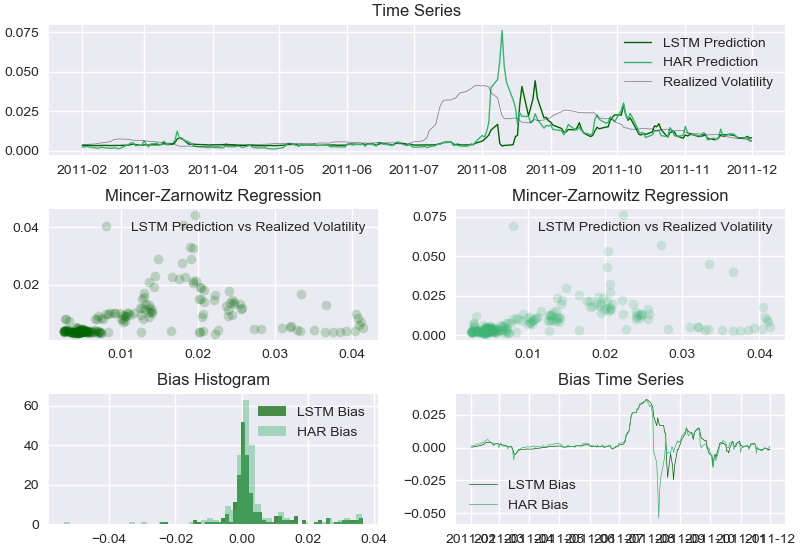 Time Series
0.075
0.050
0.025
0.000
LSTM Prediction
HAR Prediction
Realized Volatility
2011-02 2011-03 2011-04 2011-05 2011-06 2011-07 2011-08 2011-09 2011-10 2011-11 2011-12
Mincer-Zarnowitz Regression
0.04
0.02
LSTM Prediction vs Realized Volatility
0.01 0.02 0.03 0.04
Mincer-Zarnowitz Regression
0.075
0.050
0.025
0.000
LSTM Prediction vs Realized Volatility
0.01 0.02 0.03 0.04
Bias Histogram
60
40
20
0
LSTM Bias
HAR Bias
−0.04 −0.02 0.00 0.02 0.04
Bias Time Series
0.025
0.000
−0.025
−0.050
LSTM Bias
HAR Bias